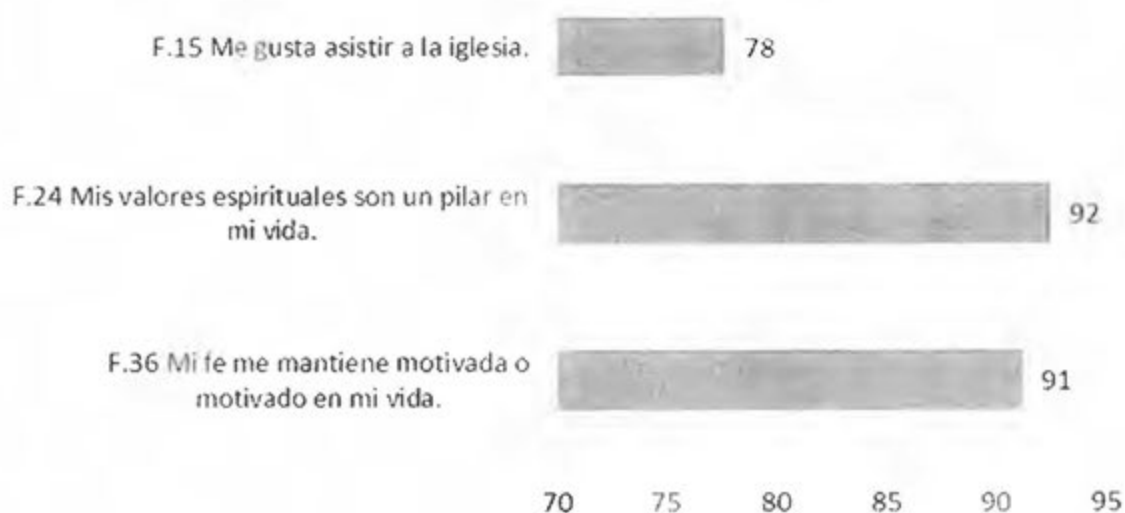 F.15 Me gusta asistir a la iglesia.
78
F.24 Mis valores espirituales son un pilar en
mi vida.
92
F.36 Mi fe me mantiene motivada o
motivado en mi vida.
91
70 75 80 85 90 95